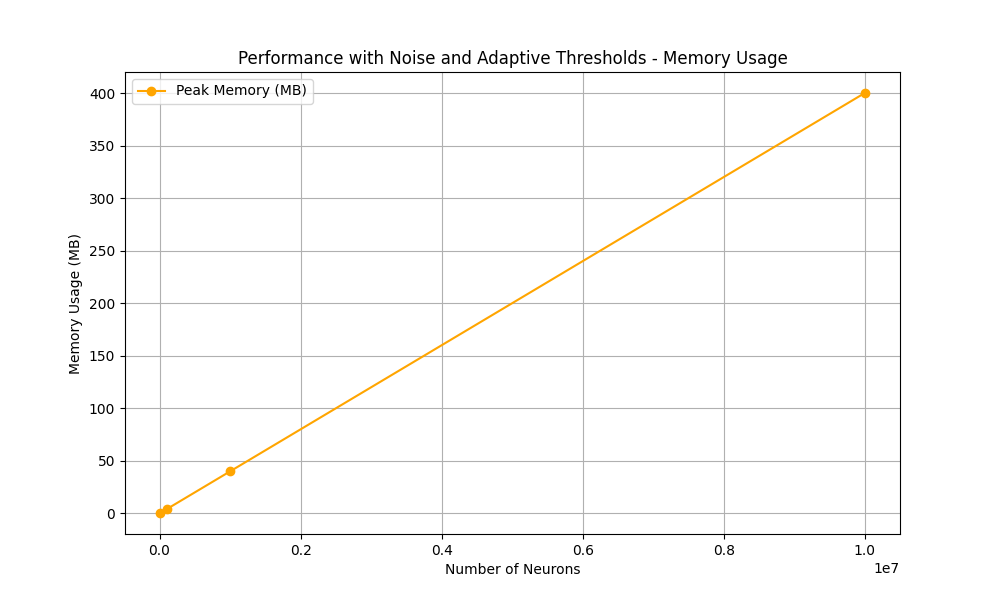 Performance with Noise and Adaptive Thresholds - Memory Usage
Peak Memory (MB)
400
350
300
250
200
150
100
50
0
Memory Usage (MB)
0.0 0.2 0.4 0.6 0.8 1.0
1e7
Number of Neurons